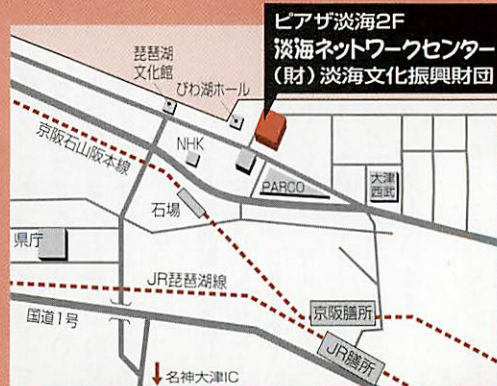 ピアザ淡海2F
淡海ネットワークセンター
(財)淡海文化振興財団
琵琶湖
文化館
びわ湖ホール
京阪石山阪本線
NHK
PARCO
大津
西武
石場
県庁
JR琵琶湖線
京阪膳所
国道1号
JR膳所
名神大津IC